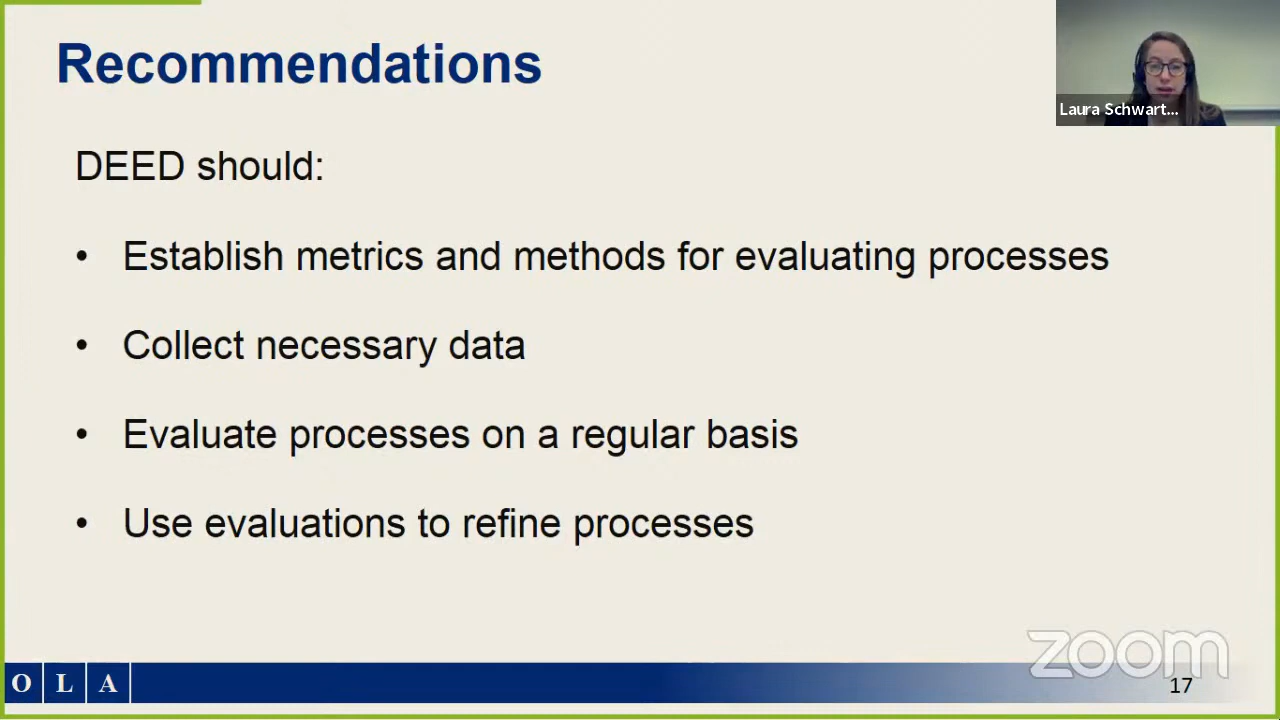 Recommendations
Laura Schwart...
DEED should:
• Establish metrics and methods for evaluating processes
• Collect necessary data
• Evaluate processes on a regular basis
• Use evaluations to refine processes
zoom
O L A
17